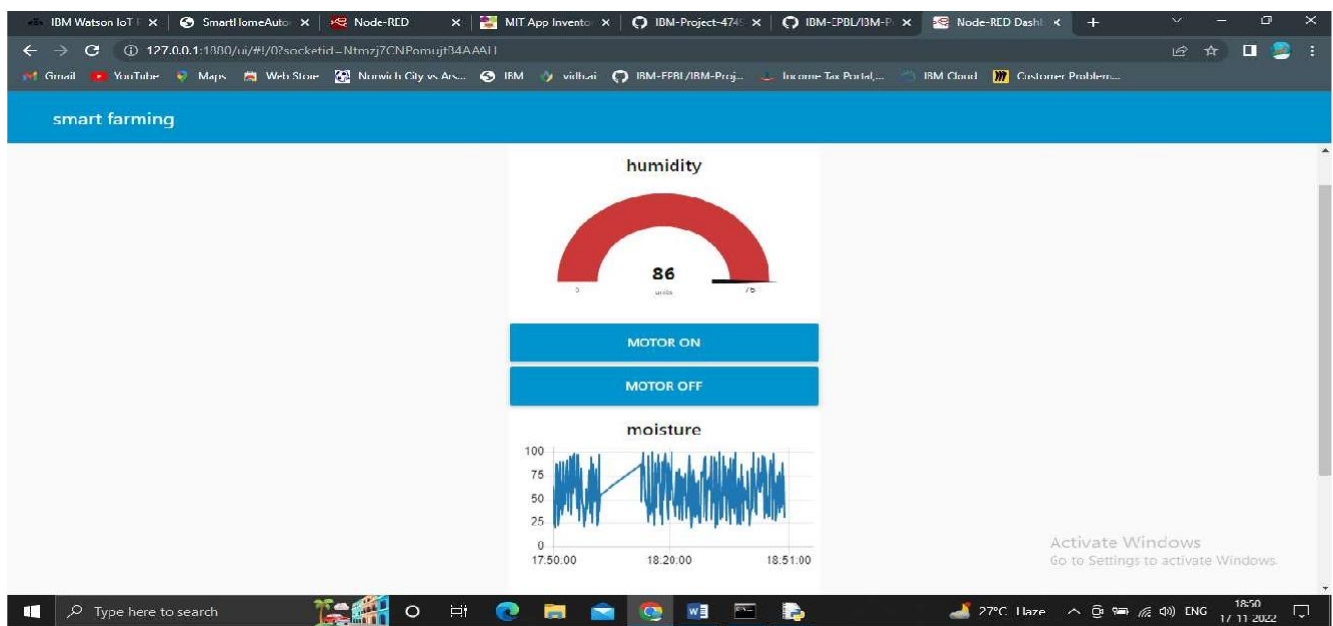 IBM Watson IoT P
SmartHomeAuto
Node-RED
MIT App Invento
IBM-Project-474
IBM-EPBL/IBM-P
Node-RED Dashb
127.0.0.1:1880/ui/#!/0?socketid=
Gmail
YouTube
Maps
Web Store
Norwich City vs Ars...
IBM
IBM-EPBL/IBM-Proj...
Income Tax Portal,...
IBM Cloud
Customer Problem...
smart farming
humidity
86
0
units
MOTOR ON
MOTOR OFF
moisture
100
75
50
25
0
17:50:00
18:20:00
18:51:00
Activate Windows
Go to Settings to activate Windows.
Type here to search
27°C Haze
ENG
18:50
17-11-2022